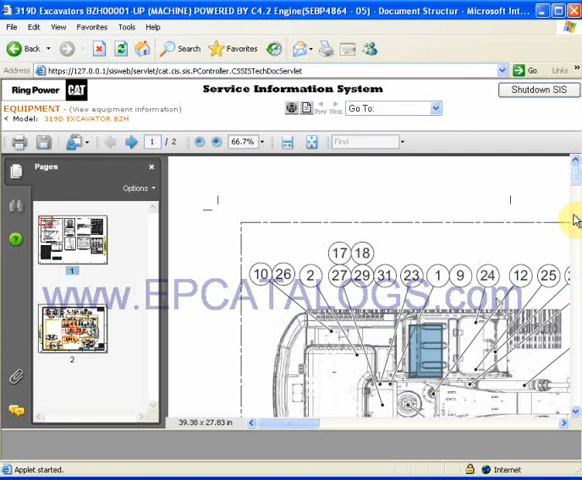 319D Excavators BZH00001-UP (MACHINE) POWERED BY C4.2 Engine(SEBP4864 - 05) - Document Structur - Microsoft Int...
File Edit View Favorites Tools Help
Back Search Favorites
Address https://127.0.0.1/sisweb/servlet/cat.cis.sis.PController.CSSISTechDocServlet Go Links »
Ring Power CAT Service Information System Shutdown SIS
EQUIPMENT - (View equipment information)
< Model: 319D EXCAVATOR BZH
Prev Next Go To:
1 / 2 66.7% Find
Pages
Options
1
2
17 18
10 26 2 27 29 31 23 1 9 24 12 25
www.EPCATALOGS.com
39.38 x 27.83 in
Applet started. Internet